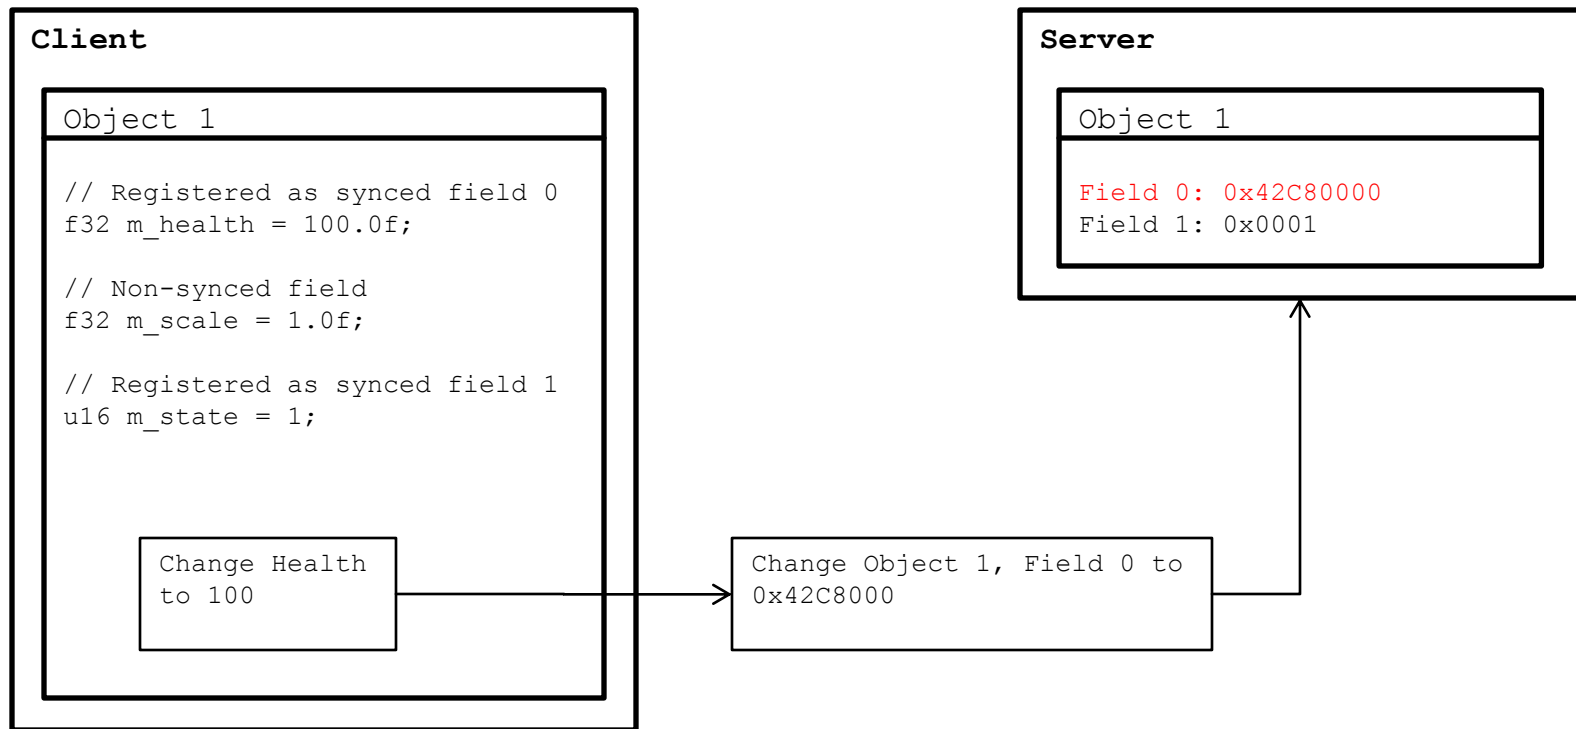 Client
Object 1
// Registered as synced field 0
f32 m_health = 100.0f;
// Non-synced field
f32 m_scale = 1.0f;
// Registered as synced field 1
u16 m_state = 1;
Change Health
to 100
Change Object 1, Field 0 to
0x42C8000
Server
Object 1
Field 0: 0x42C80000
Field 1: 0x0001